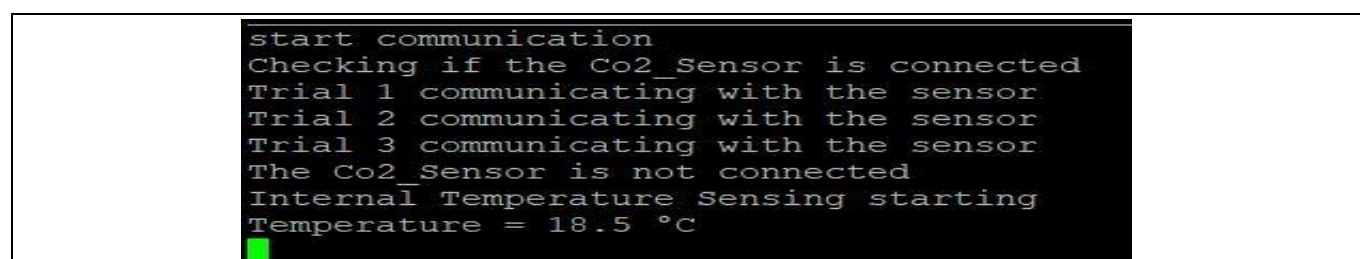 start communication
Checking if the Co2_Sensor is connected
Trial 1 communicating with the sensor
Trial 2 communicating with the sensor
Trial 3 communicating with the sensor
The Co2_Sensor is not connected
Internal Temperature Sensing starting
Temperature = 18.5 °C